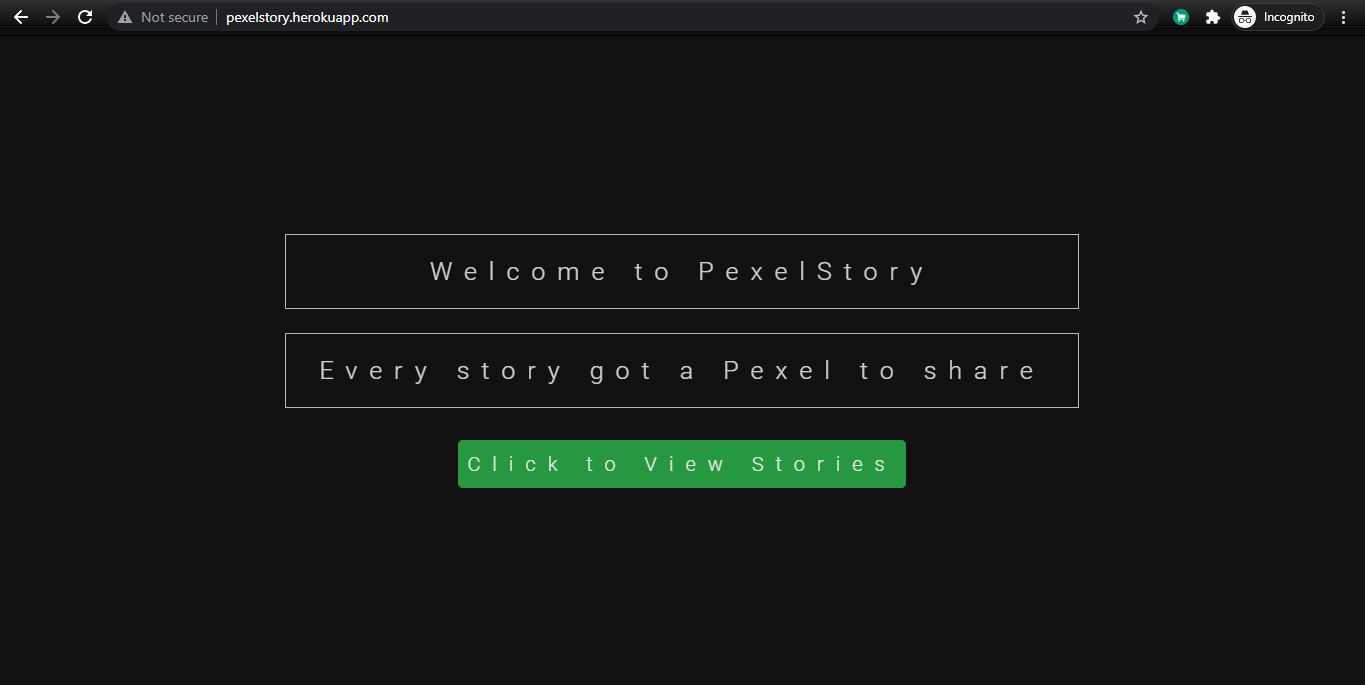 Not secure pexelstory.herokuapp.com Incognito
Welcome to PexelStory
Every story got a Pexel to share
Click to View Stories